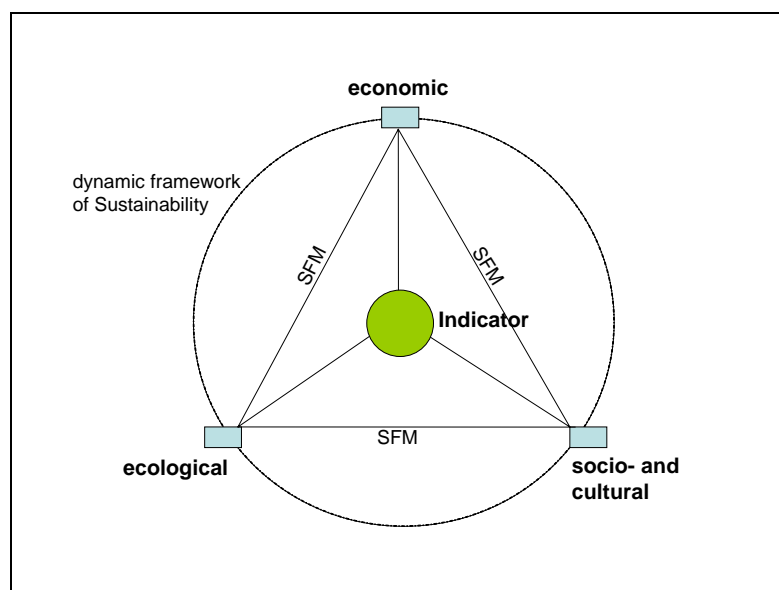 economic
dynamic framework
of Sustainability
SFM
SFM
Indicator
SFM
ecological
socio- and
cultural